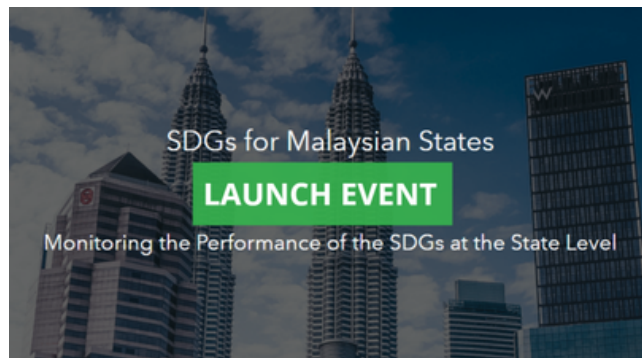 SDGs for Malaysian States
LAUNCH EVENT
Monitoring the Performance of the SDGs at the State Level
W